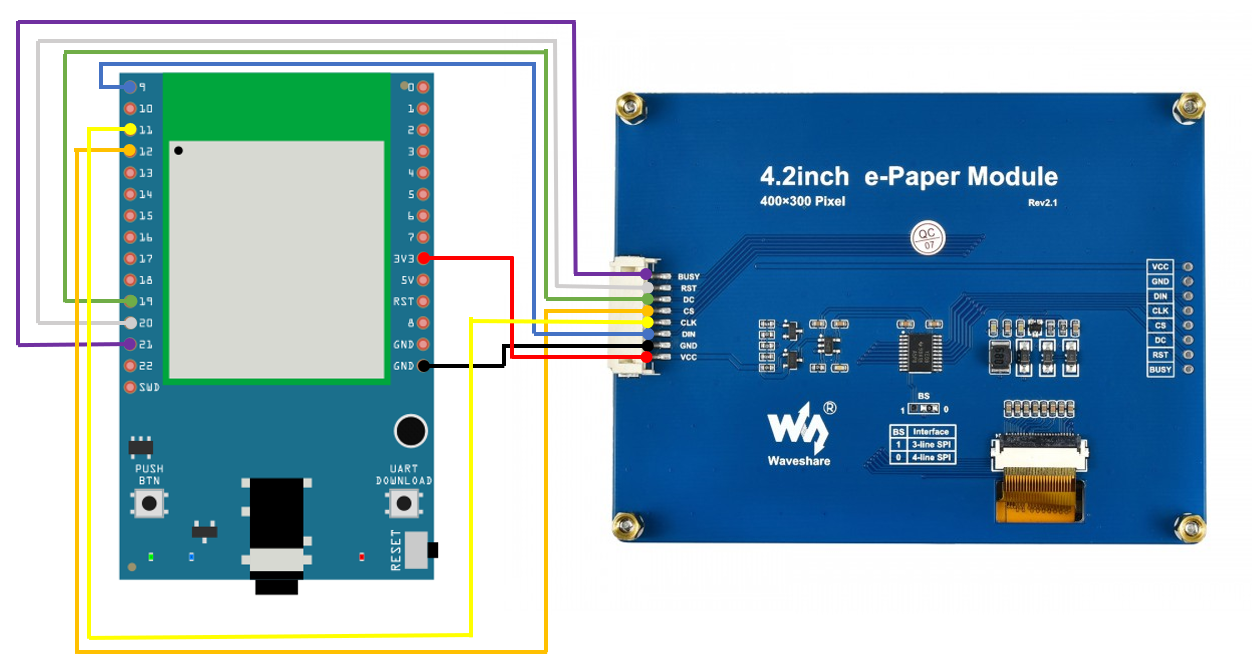 9
10
11
12
13
14
15
16
17
18
19
20
21
22
SWD
0
1
2
3
4
5
6
7
3V3
5V
RST
8
GND
GND
PUSH
BTN
UART
DOWNLOAD
RESET
4.2inch e-Paper Module
400×300 Pixel
Rev2.1
QC
07
BUSY
RST
DC
CS
CLK
DIN
GND
VCC
VCC
GND
DIN
CLK
CS
DC
RST
BUSY
BS
1 0
BS Interface
1 3-line SPI
0 4-line SPI
®
Waveshare